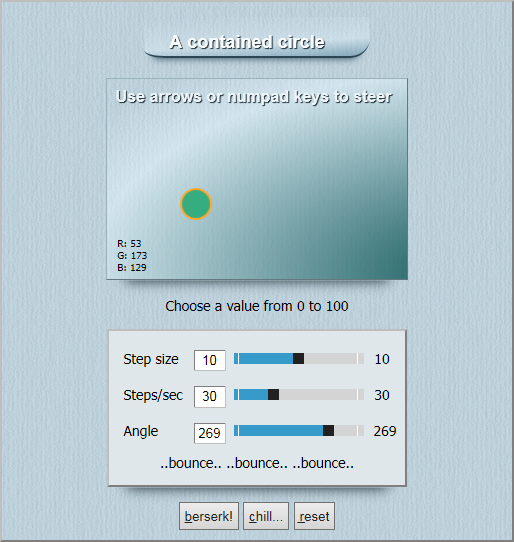 A contained circle
Use arrows or numpad keys to steer
R: 53
G: 173
B: 129
Choose a value from 0 to 100
Step size 10 10
Steps/sec 30 30
Angle 269 269
..bounce.. ..bounce.. ..bounce..
berserk! chill... reset